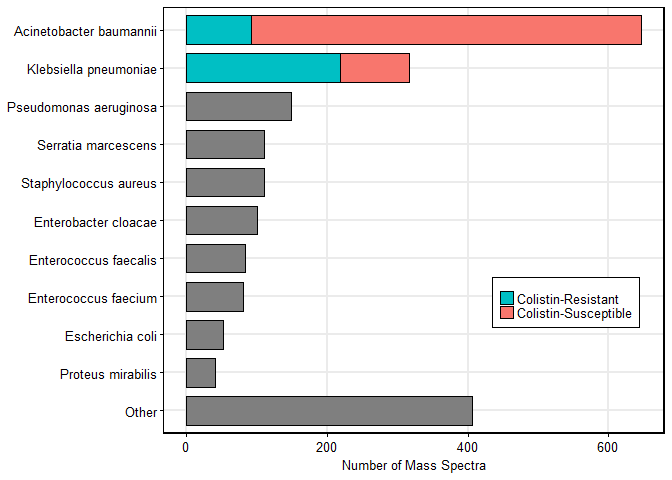 Acinetobacter baumannii
Klebsiella pneumoniae
Pseudomonas aeruginosa
Serratia marcescens
Staphylococcus aureus
Enterobacter cloacae
Enterococcus faecalis
Enterococcus faecium
Escherichia coli
Proteus mirabilis
Other
Colistin-Resistant
Colistin-Susceptible
0 200 400 600
Number of Mass Spectra